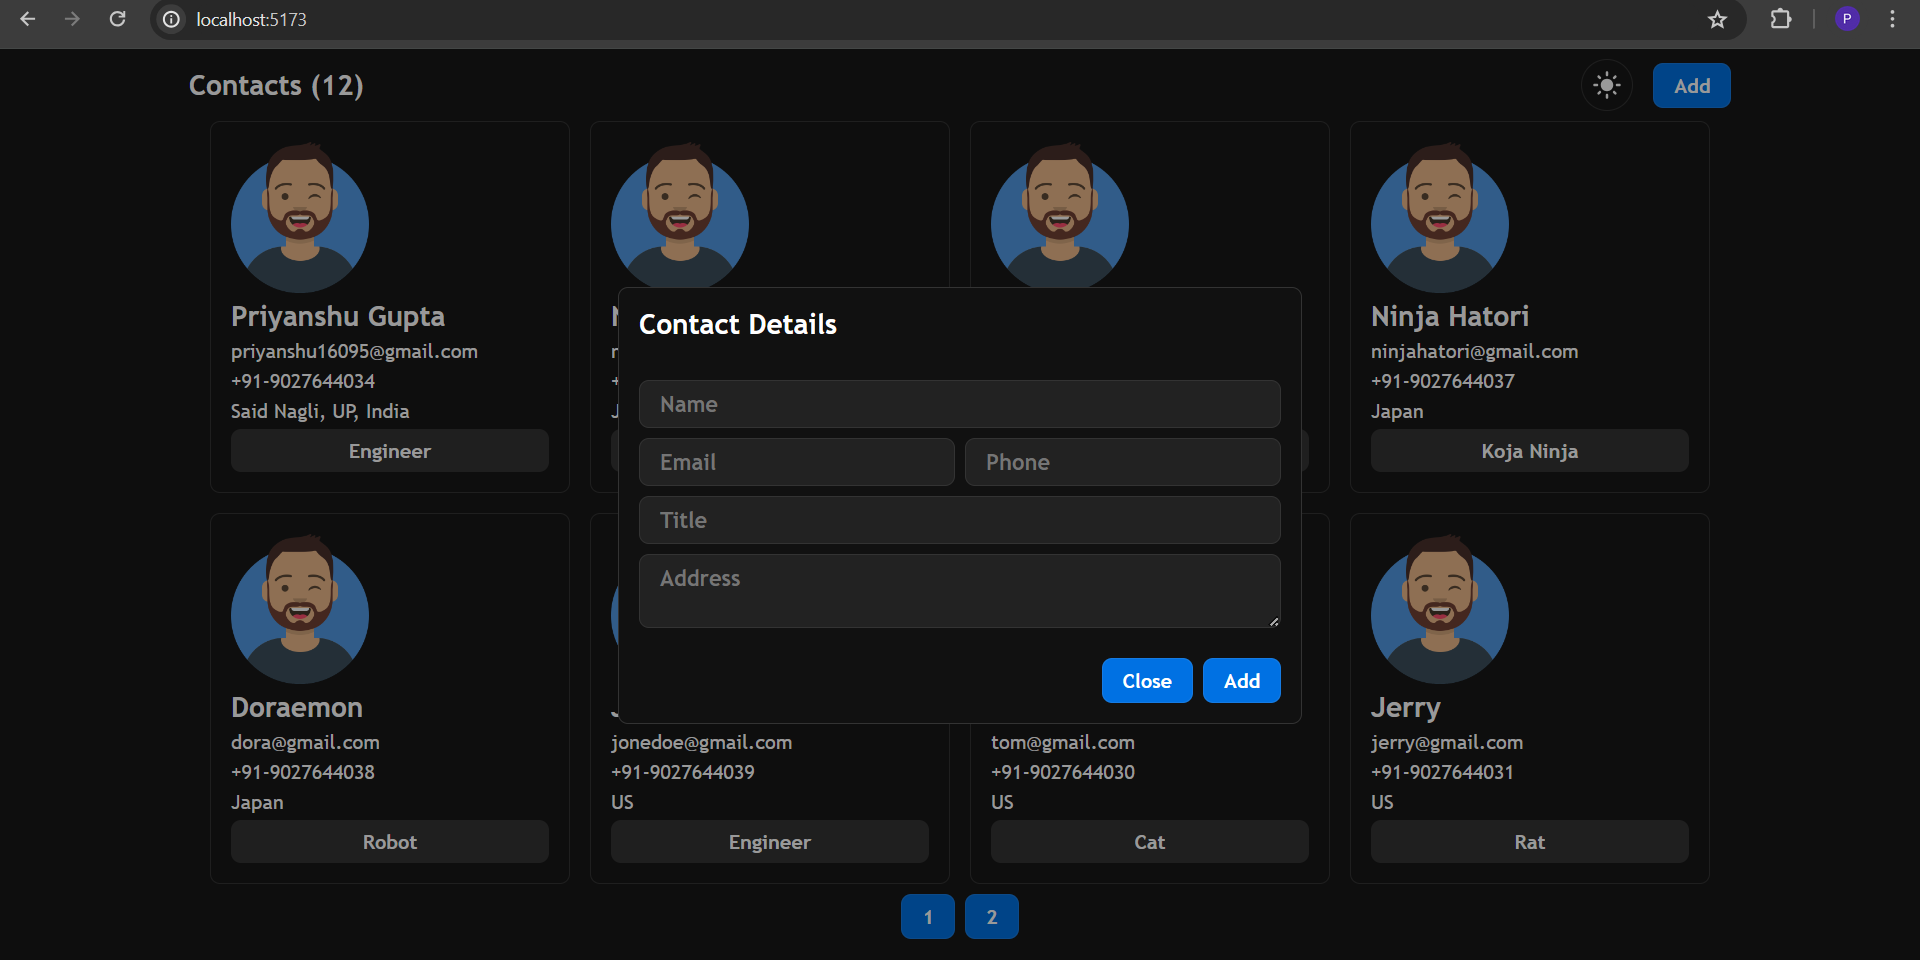 localhost:5173
P
Contacts (12)
Add
Priyanshu Gupta
priyanshu16095@gmail.com
+91-9027644034
Said Nagli, UP, India
Engineer
Ninja Hatori
ninjahatori@gmail.com
+91-9027644037
Japan
Koja Ninja
Contact Details
Name
Email
Phone
Title
Address
Close
Add
Doraemon
dora@gmail.com
+91-9027644038
Japan
Robot
jonedoe@gmail.com
+91-9027644039
US
Engineer
tom@gmail.com
+91-9027644030
US
Cat
Jerry
jerry@gmail.com
+91-9027644031
US
Rat
1
2